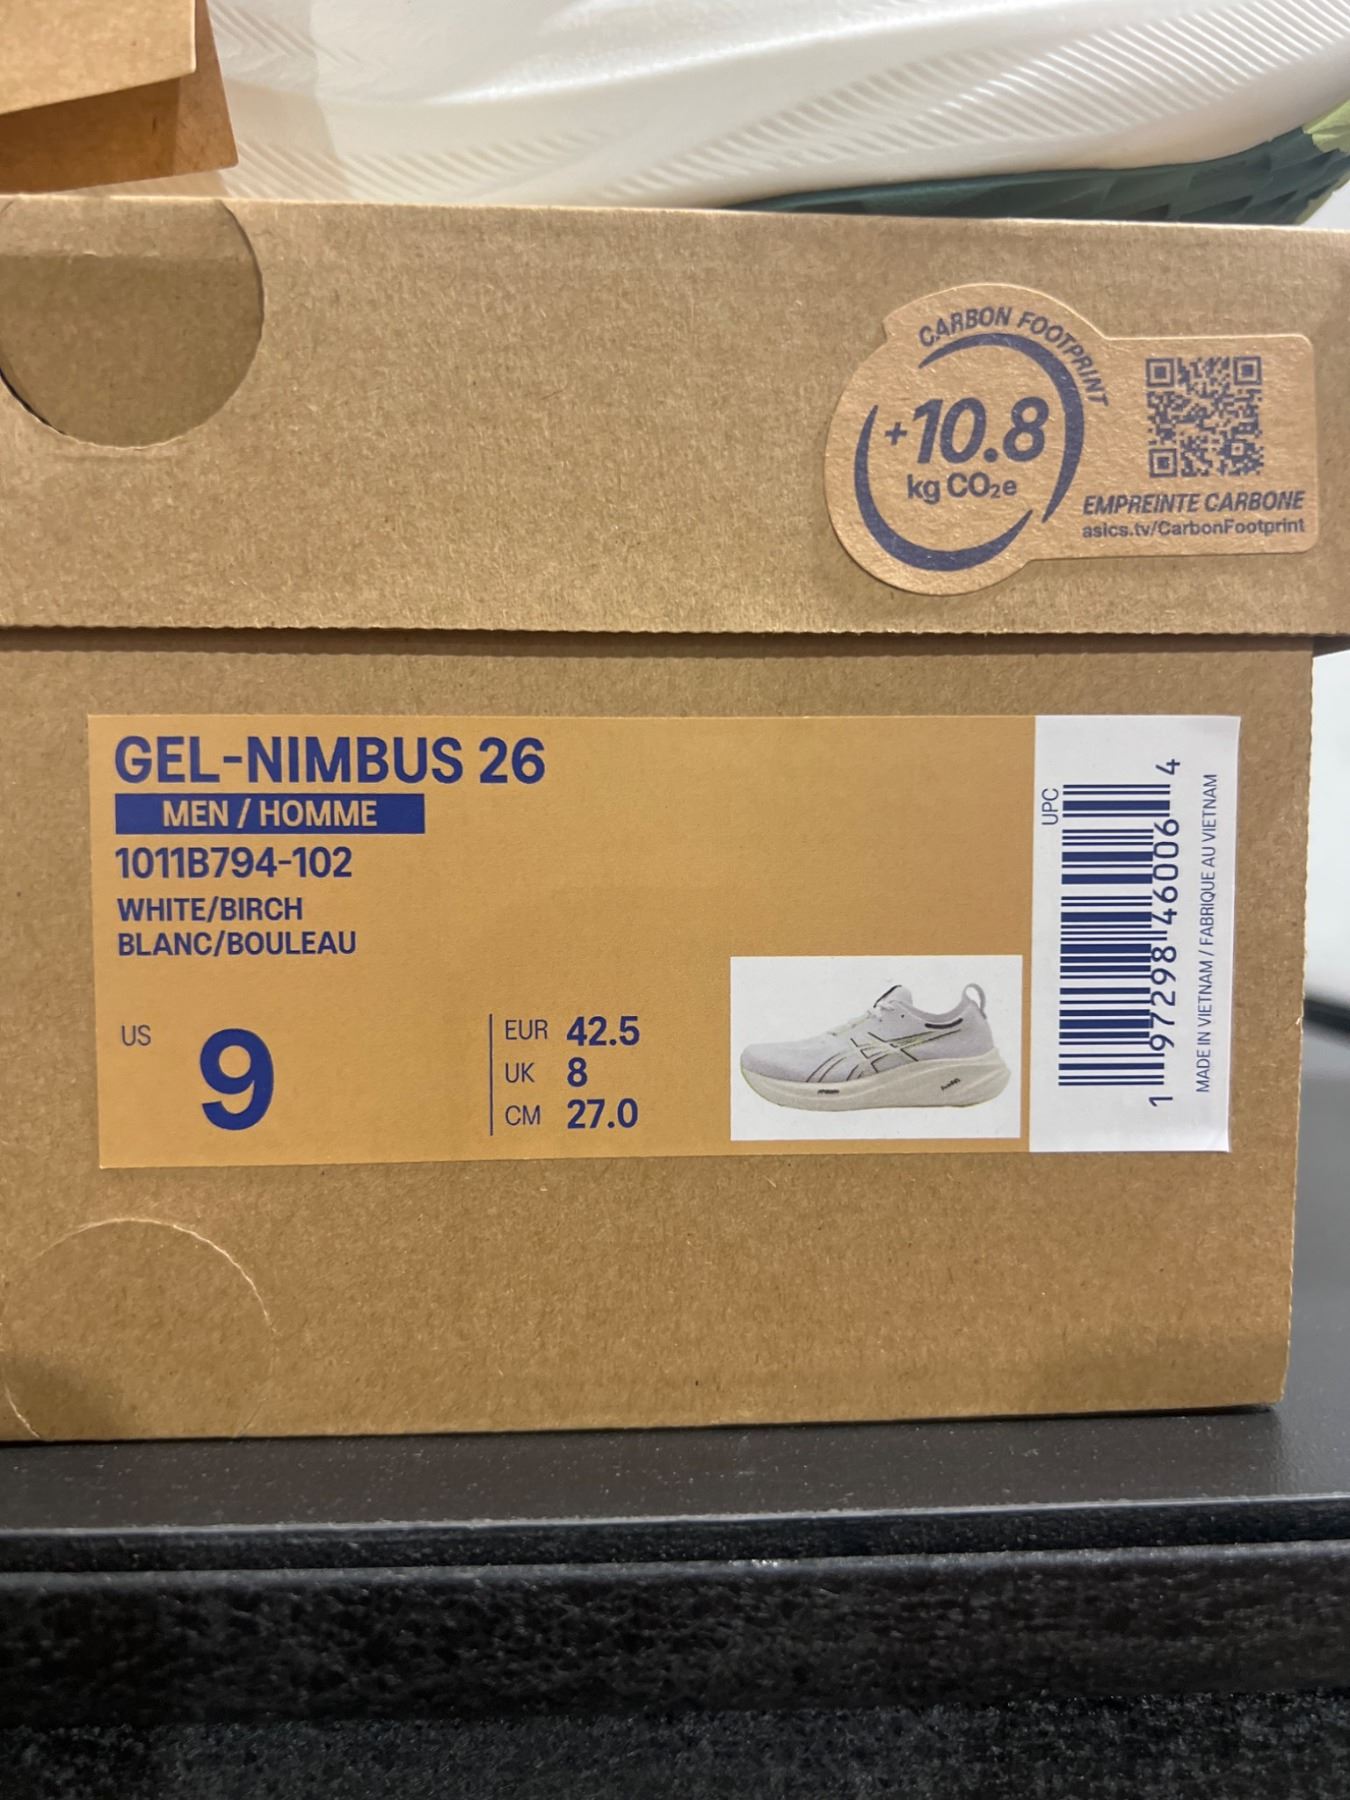 CARBON FOOTPRINT
+10.8
kg CO₂e
EMPREINTE CARBONE
asics.tv/CarbonFootprint
GEL-NIMBUS 26
MEN / HOMME
1011B794-102
WHITE/BIRCH
BLANC/BOULEAU
US 9
EUR 42.5
UK 8
CM 27.0
UPC
1 97298 46006 4
MADE IN VIETNAM / FABRIQUE AU VIETNAM